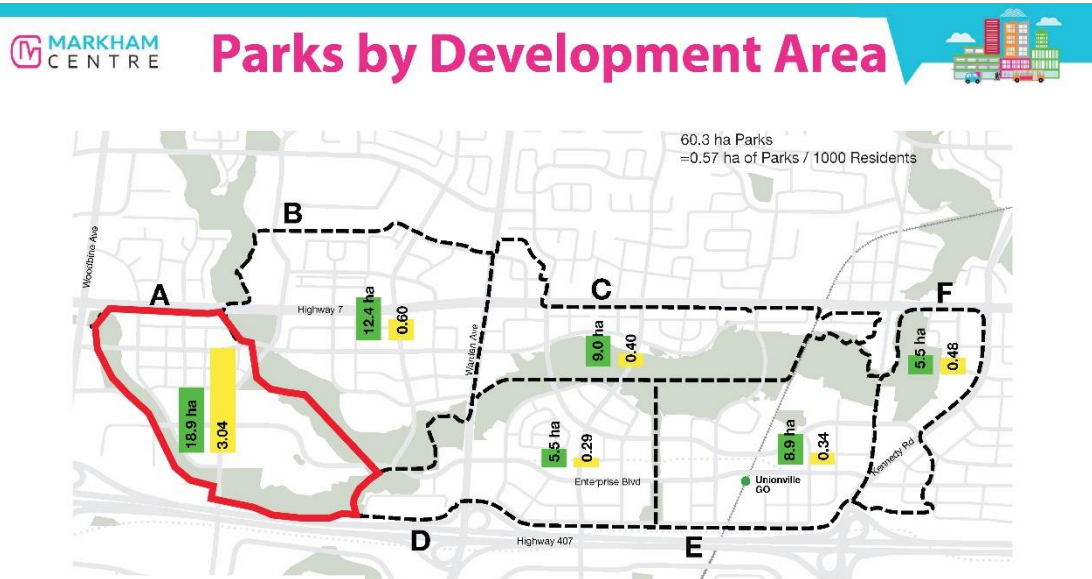 MARKHAM
CENTRE
Parks by Development Area
60.3 ha Parks
=0.57 ha of Parks / 1000 Residents
Woodbine Ave
A
B
Highway 7
12.4 ha
0.60
Warden Ave
C
9.0 ha
0.40
F
5.5 ha
0.48
18.9 ha
3.04
5.5 ha
0.29
Enterprise Blvd
8.9 ha
0.34
Unionville
GO
Kennedy Rd
D
Highway 407
E